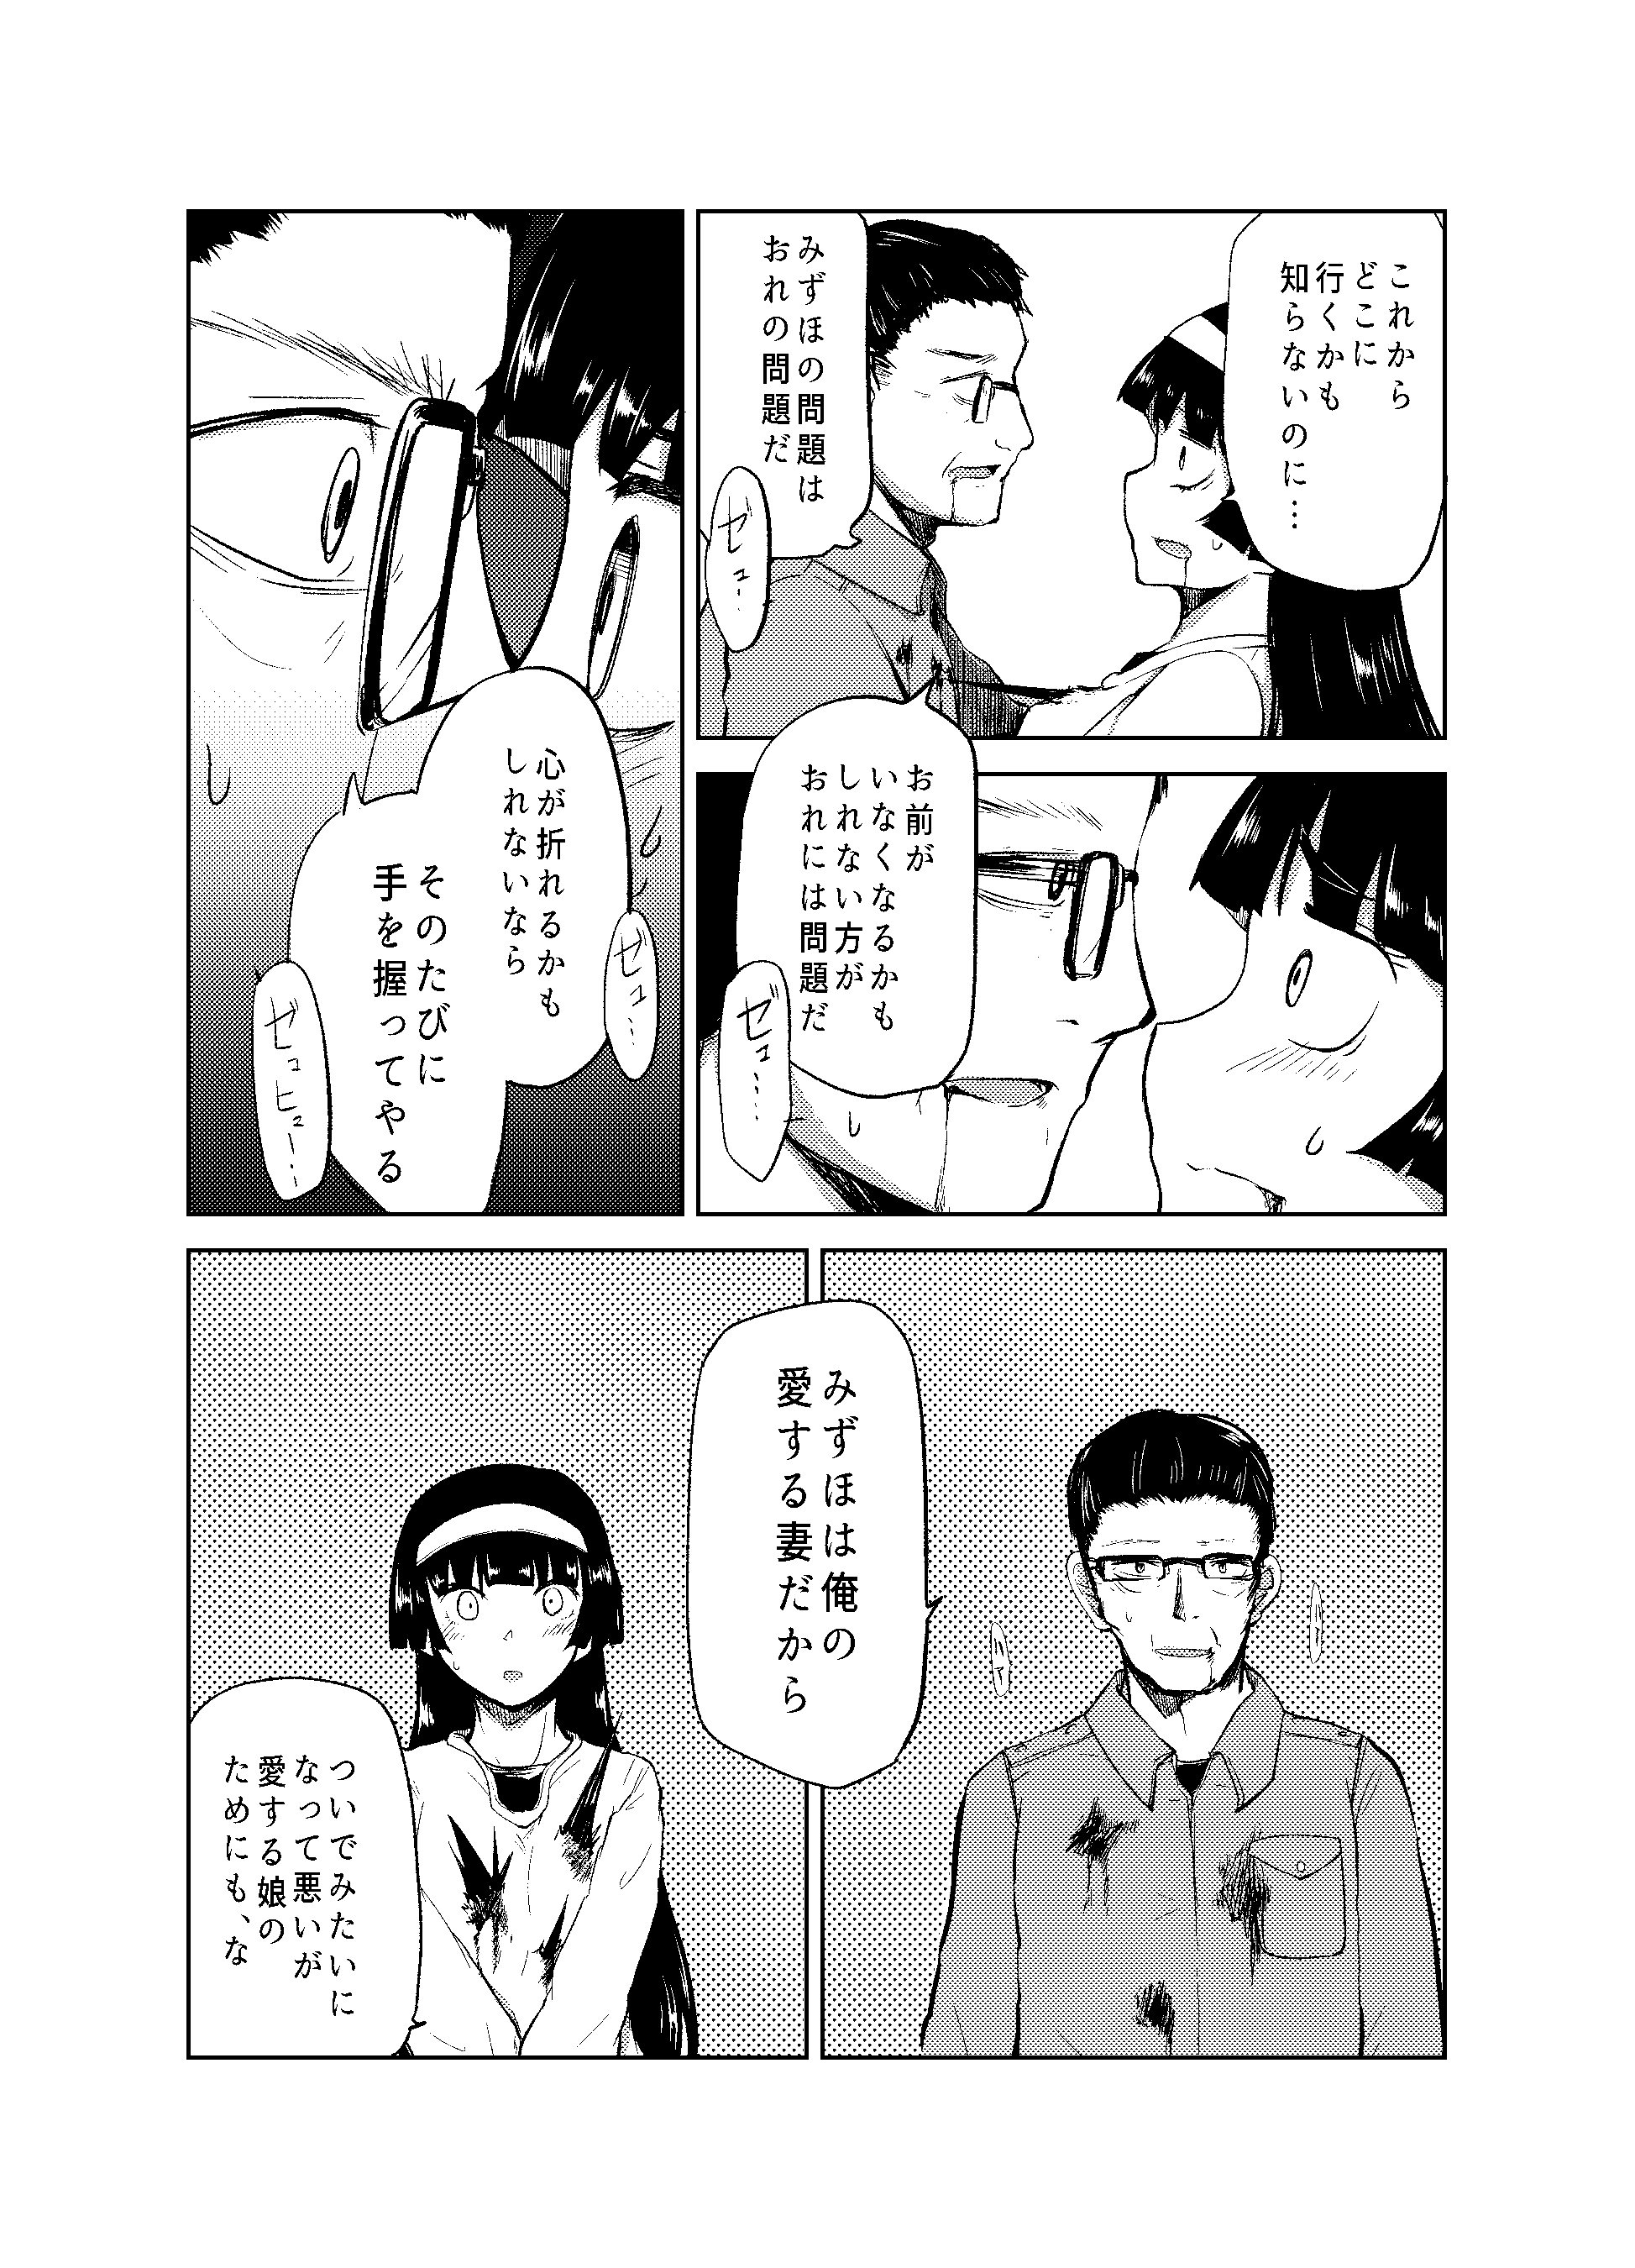 これから
どこに
行くかも
知らないのに…
みずほの問題は
おれの問題だ
ゼュ…
お前が
いなくなるかも
しれない方が
おれには問題だ
ゼュ……
心が折れるかも
しれないなら
そのたびに
手を握ってやる
ゼュ…
ゼュヒュー…
みずほは俺の
愛する妻だから
ついでみたいに
なって悪いが
愛する娘の
ためにも、な